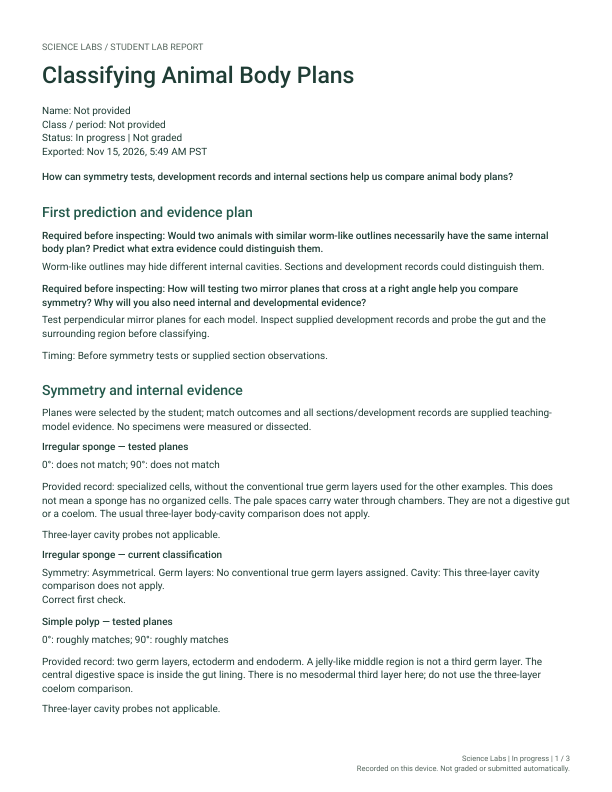 SCIENCE LABS / STUDENT LAB REPORT
Classifying Animal Body Plans
Name: Not provided
Class / period: Not provided
Status: In progress | Not graded
Exported: Nov 15, 2026, 5:49 AM PST
How can symmetry tests, development records and internal sections help us compare animal body plans?
First prediction and evidence plan
Required before inspecting: Would two animals with similar worm-like outlines necessarily have the same internal
body plan? Predict what extra evidence could distinguish them.
Worm-like outlines may hide different internal cavities. Sections and development records could distinguish them.
Required before inspecting: How will testing two mirror planes that cross at a right angle help you compare
symmetry? Why will you also need internal and developmental evidence?
Test perpendicular mirror planes for each model. Inspect supplied development records and probe the gut and the
surrounding region before classifying.
Timing: Before symmetry tests or supplied section observations.
Symmetry and internal evidence
Planes were selected by the student; match outcomes and all sections/development records are supplied teaching-
model evidence. No specimens were measured or dissected.
Irregular sponge — tested planes
0°: does not match; 90°: does not match
Provided record: specialized cells, without the conventional true germ layers used for the other examples. This does
not mean a sponge has no organized cells. The pale spaces carry water through chambers. They are not a digestive gut
or a coelom. The usual three-layer body-cavity comparison does not apply.
Three-layer cavity probes not applicable.
Irregular sponge — current classification
Symmetry: Asymmetrical. Germ layers: No conventional true germ layers assigned. Cavity: This three-layer cavity
comparison does not apply.
Correct first check.
Simple polyp — tested planes
0°: roughly matches; 90°: roughly matches
Provided record: two germ layers, ectoderm and endoderm. A jelly-like middle region is not a third germ layer. The
central digestive space is inside the gut lining. There is no mesodermal third layer here; do not use the three-layer
coelom comparison.
Three-layer cavity probes not applicable.
Science Labs | In progress | 1 / 3
Recorded on this device. Not graded or submitted automatically.